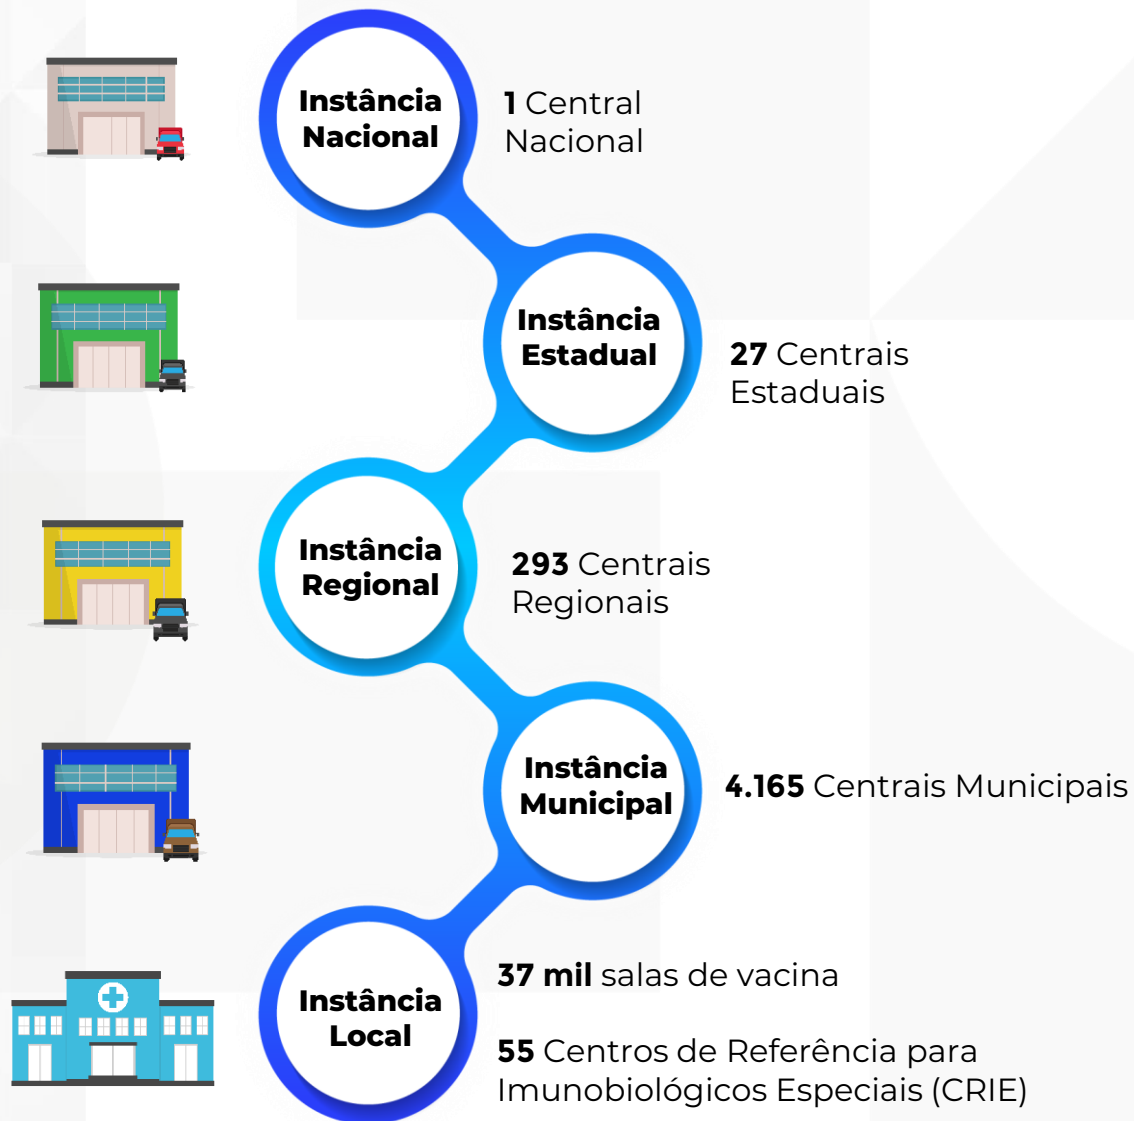 Instância
Nacional
1 Central
Nacional
Instância
Estadual
27 Centrais
Estaduais
Instância
Regional
293 Centrais
Regionais
Instância
Municipal
4.165 Centrais Municipais
Instância
Local
37 mil salas de vacina
55 Centros de Referência para
Imunobiológicos Especiais (CRIE)